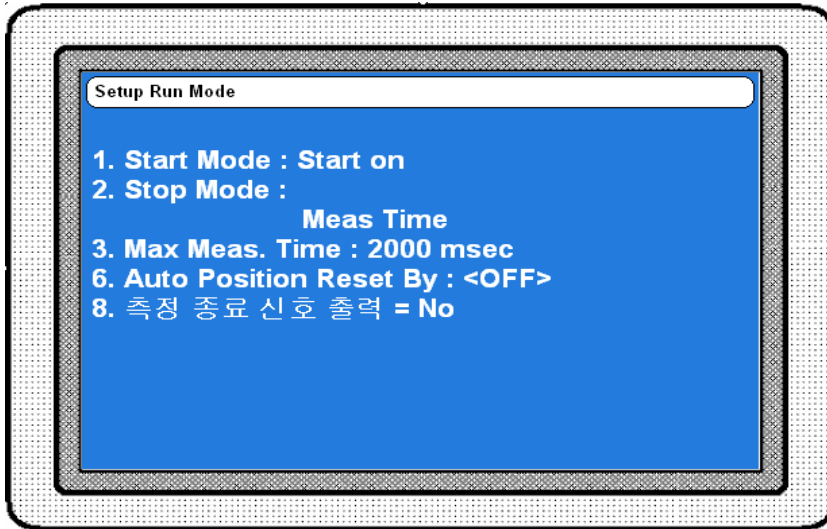 Setup Run Mode
1. Start Mode : Start on
2. Stop Mode :
Meas Time
3. Max Meas. Time : 2000 msec
6. Auto Position Reset By : <OFF>
8. 측정 종료 신호 출력 = No